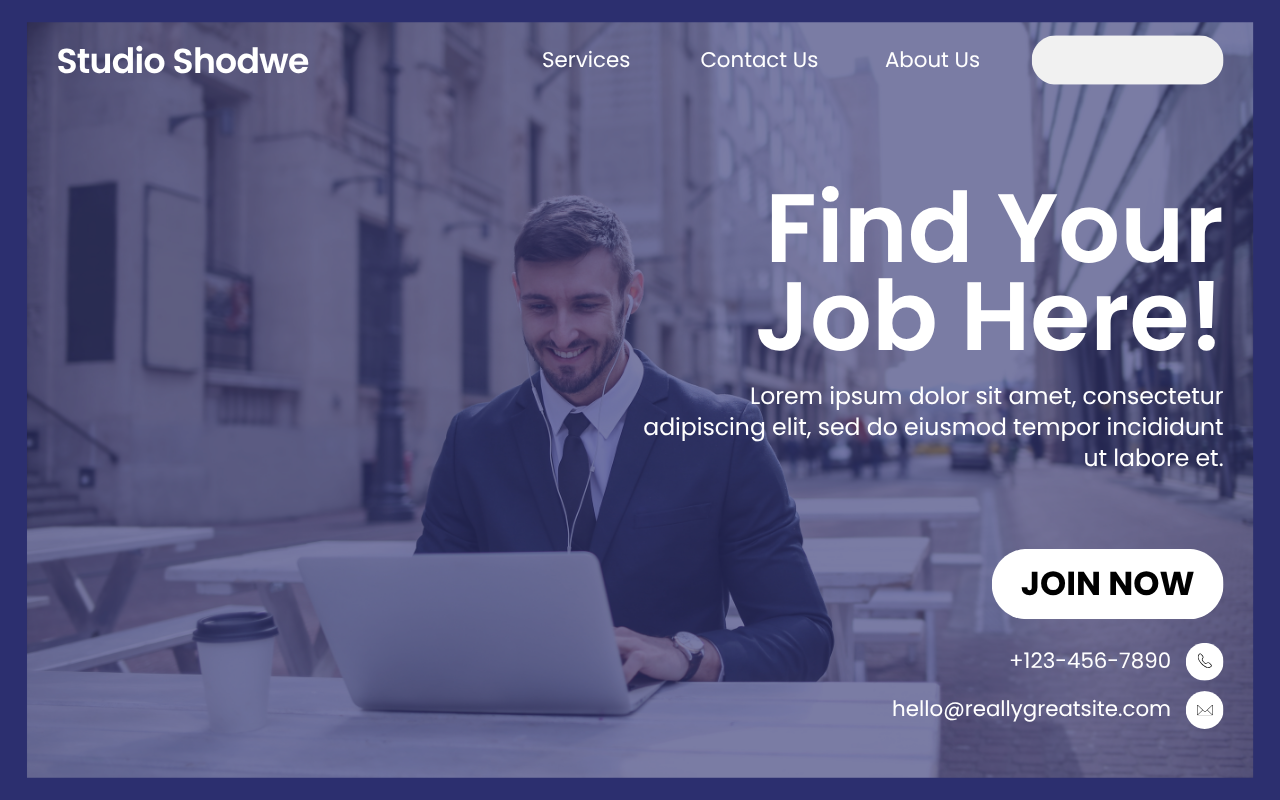 Studio Shodwe
Services
Contact Us
About Us
Find Your
Job Here!
Lorem ipsum dolor sit amet, consectetur
adipiscing elit, sed do eiusmod tempor incididunt
ut labore et.
JOIN NOW
+123-456-7890
hello@reallygreatsite.com